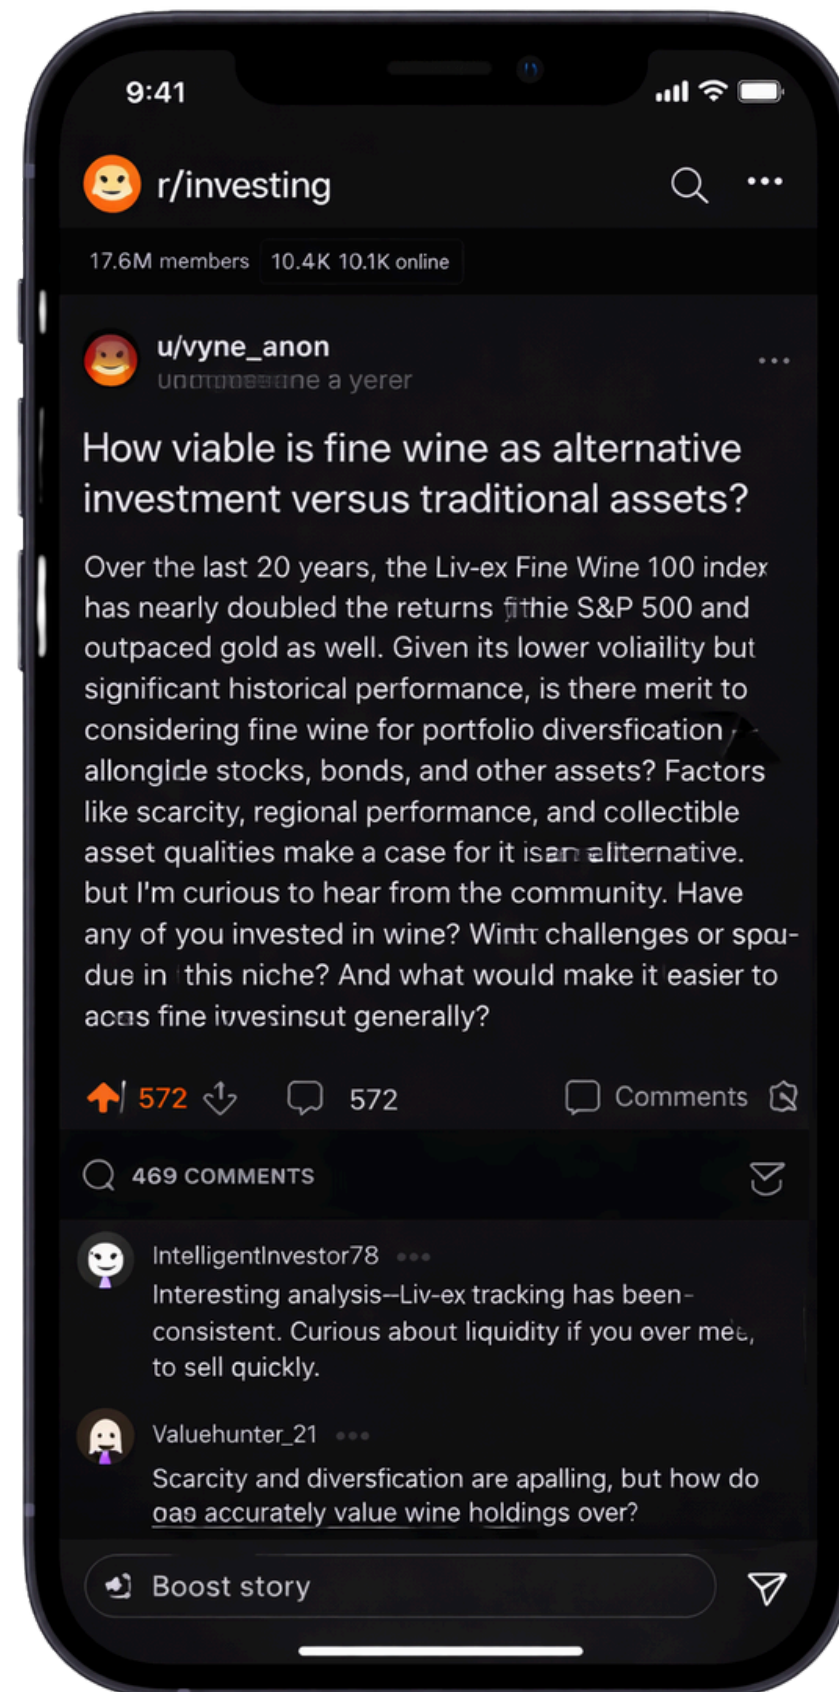 9:41
r/investing
17.6M members 10.4K 10.1K online
u/vyne_anon
a yerer
How viable is fine wine as alternative
investment versus traditional assets?
Over the last 20 years, the Liv-ex Fine Wine 100 index
has nearly doubled the returns S&P 500 and
outpaced gold as well. Given its lower voliaility but
significant historical performance, is there merit to
considering fine wine for portfolio diversfication -
allonglde stocks, bonds, and other assets? Factors
like scarcity, regional performance, and collectible
asset qualities make a case for it
but I'm curious to hear from the community. Have
any of you invested in wine? challenges or
due in this niche? And what would make it easier to
fine generally?
572 572 Comments
469 COMMENTS
IntelligentInvestor78
Interesting analysis–Liv-ex tracking has been-
consistent. Curious about liquidity if you over
to sell quickly.
Valuehunter_21
Scarcity and diversfication are apalling, but how do
accurately value wine holdings over?
Boost story